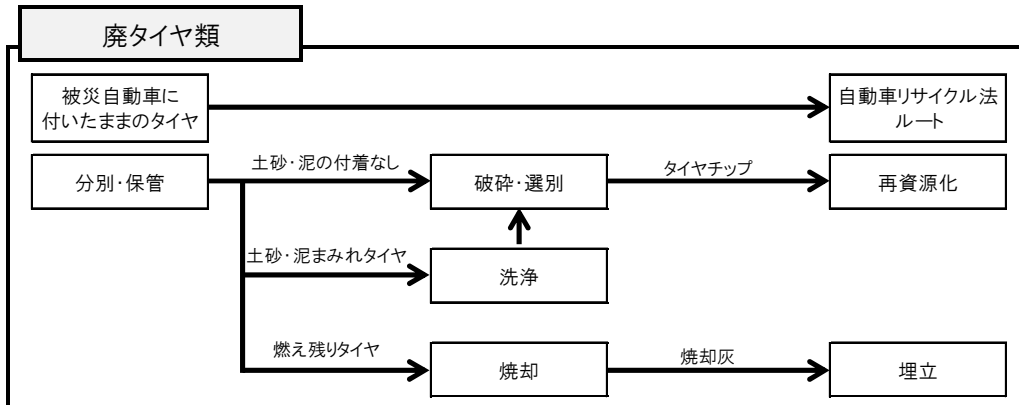 廃タイヤ類
被災自動車に
付いたままのタイヤ
自動車リサイクル法
ルート
分別・保管
土砂・泥の付着なし
破砕・選別
タイヤチップ
再資源化
土砂・泥まみれタイヤ
洗浄
燃え残りタイヤ
焼却
焼却灰
埋立